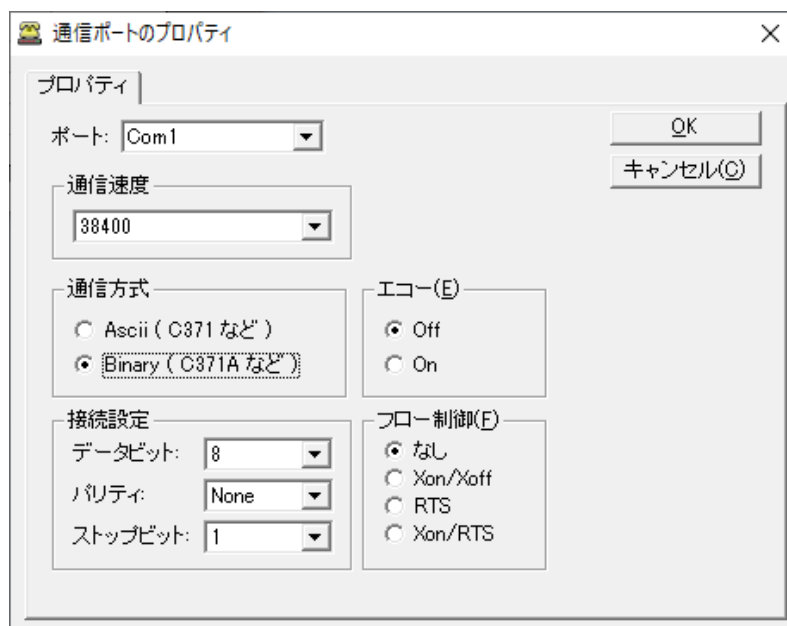 通信ポートのプロパティ
プロパティ
ポート: Com1
OK
キャンセル(C)
通信速度
38400
通信方式
Ascii ( C371 など )
Binary ( C371A など )
エコー(E)
Off
On
接続設定
データビット: 8
パリティ: None
ストップビット: 1
フロー制御(F)
なし
Xon/Xoff
RTS
Xon/RTS